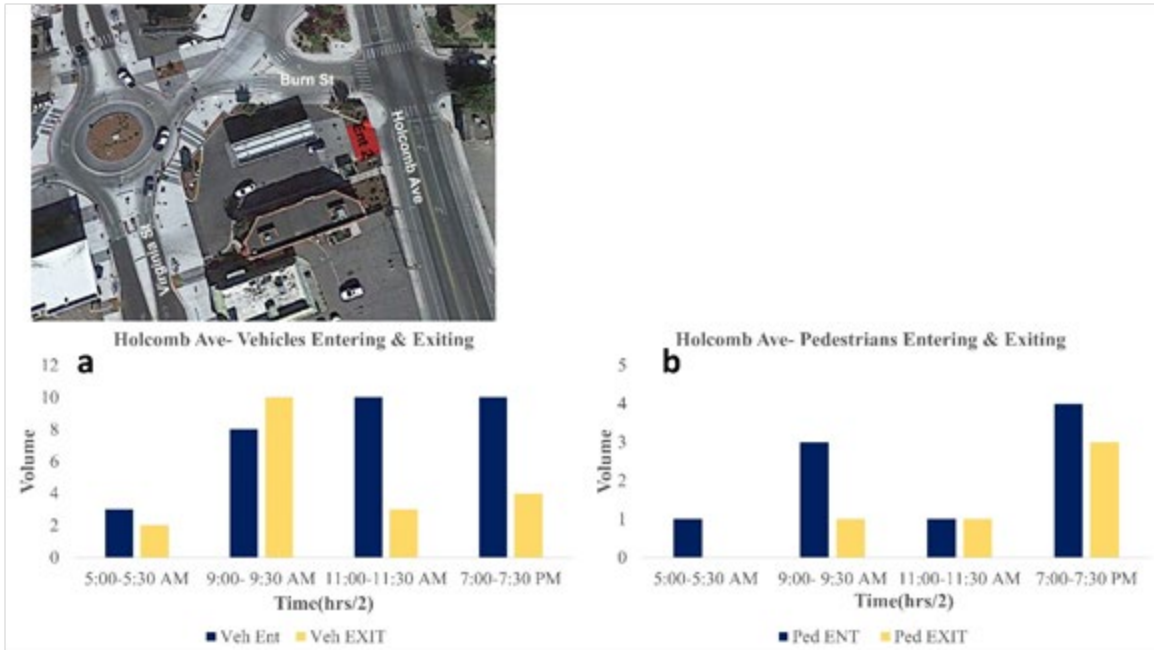 Burn St
Ent 2
Holcomb Ave
Virginia St
Holcomb Ave- Vehicles Entering & Exiting
a
12
10
8
6
4
2
0
Volume
5:00-5:30 AM
9:00- 9:30 AM
11:00-11:30 AM
7:00-7:30 PM
Time(hrs/2)
Veh Ent
Veh EXIT
Holcomb Ave- Pedestrians Entering & Exiting
b
5
4
3
2
1
0
Volume
5:00-5:30 AM
9:00- 9:30 AM
11:00-11:30 AM
7:00-7:30 PM
Time(hrs/2)
Ped ENT
Ped EXIT